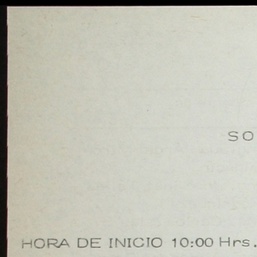 SO
HORA DE INICIO 10:00 Hrs.